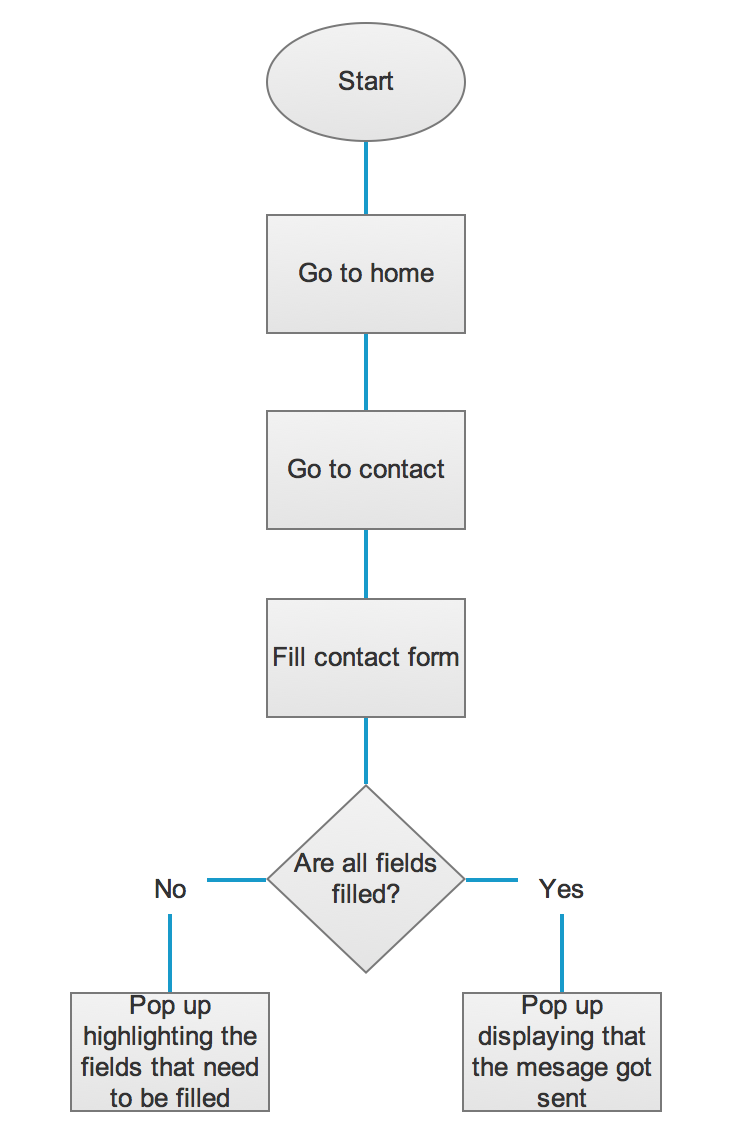 Start
Go to home
Go to contact
Fill contact form
Are all fields
filled?
No
Yes
Pop up
highlighting the
fields that need
to be filled
Pop up
displaying that
the mesage got
sent